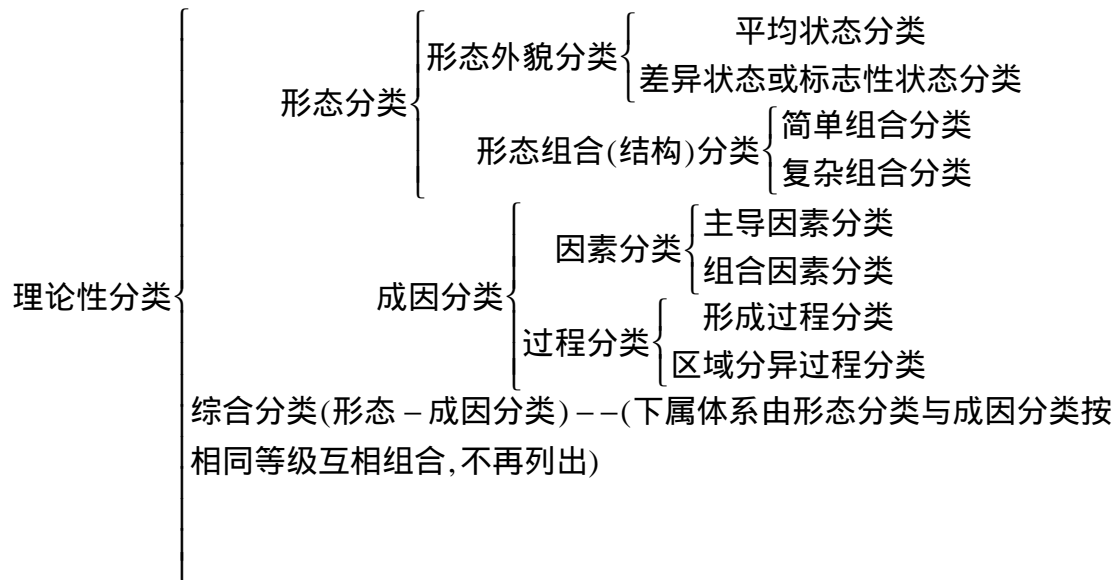 平均状态分类
形态外貌分类
差异状态或标志性状态分类
形态分类
简单组合分类
形态组合(结构)分类
复杂组合分类
主导因素分类
因素分类
组合因素分类
理论性分类
成因分类
形成过程分类
过程分类
区域分异过程分类
综合分类(形态－成因分类)－－(下属体系由形态分类与成因分类按
相同等级互相组合,不再列出)